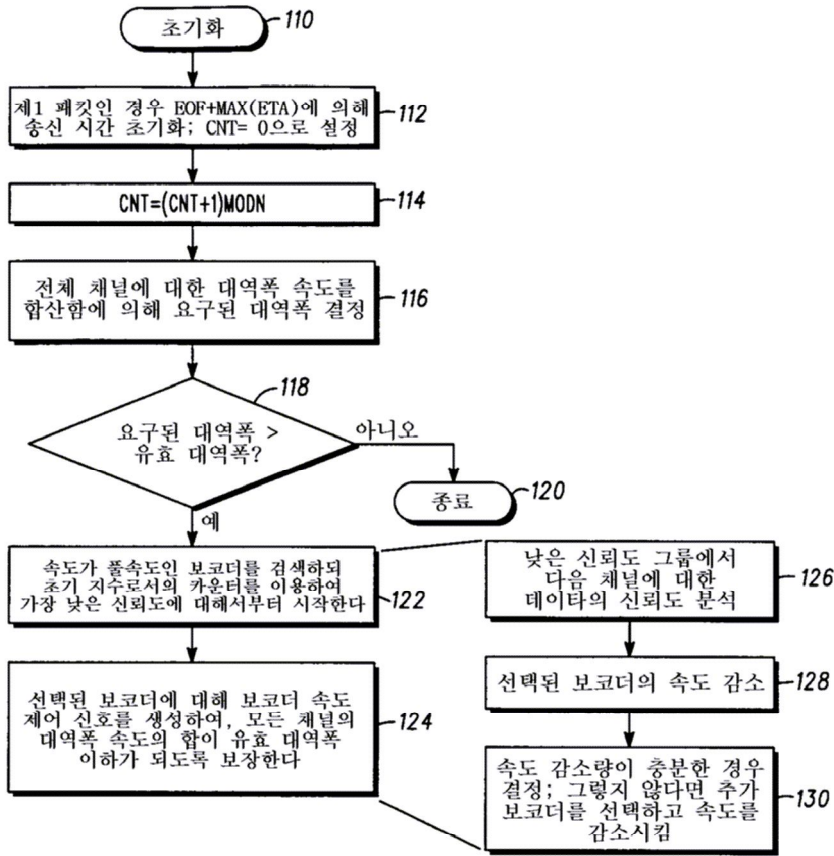 초기화
110
제1 패킷인 경우 EOF+MAX(ETA)에 의해
송신 시간 초기화; CNT= 0으로 설정
112
CNT=(CNT+1)MODN
114
전체 채널에 대한 대역폭 속도를
합산함에 의해 요구된 대역폭 결정
116
118
요구된 대역폭 >
유효 대역폭?
아니오
종료
120
예
속도가 풀속도인 보코더를 검색하되
초기 지수로서의 카운터를 이용하여
가장 낮은 신뢰도에 대해서부터 시작한다
122
선택된 보코더에 대해 보코더 속도
제어 신호를 생성하여, 모든 채널의
대역폭 속도의 합이 유효 대역폭
이하가 되도록 보장한다
124
낮은 신뢰도 그룹에서
다음 채널에 대한
데이타의 신뢰도 분석
126
선택된 보코더의 속도 감소
128
속도 감소량이 충분한 경우
결정; 그렇지 않다면 추가
보코더를 선택하고 속도를
감소시킴
130